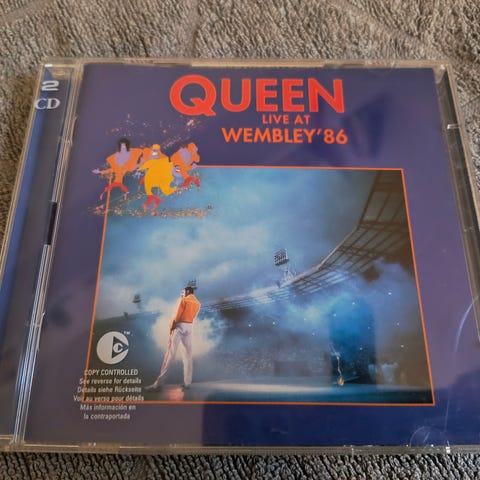 2
CD
QUEEN
LIVE AT
WEMBLEY'86
C™
COPY CONTROLLED
See reverse for details
Details siehe Rückseite
Voir au verso pour détails
Más información en
la contraportada